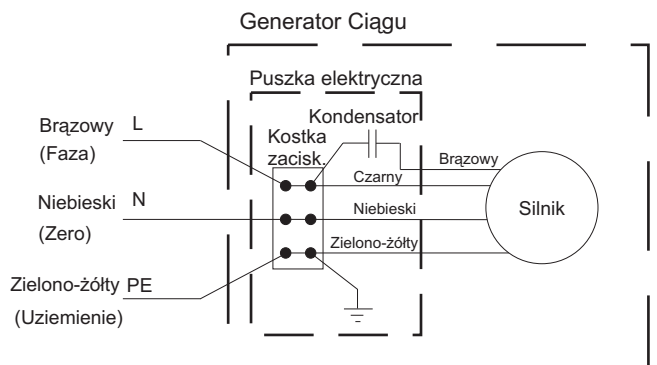 Generator Ciągu
Puszka elektryczna
Kondensator
Kostka
zacisk.
Brązowy L
(Faza)
Brązowy
Czarny
Niebieski N
(Zero)
Niebieski
Silnik
Zielono-żółty
Zielono-żółty PE
(Uziemienie)